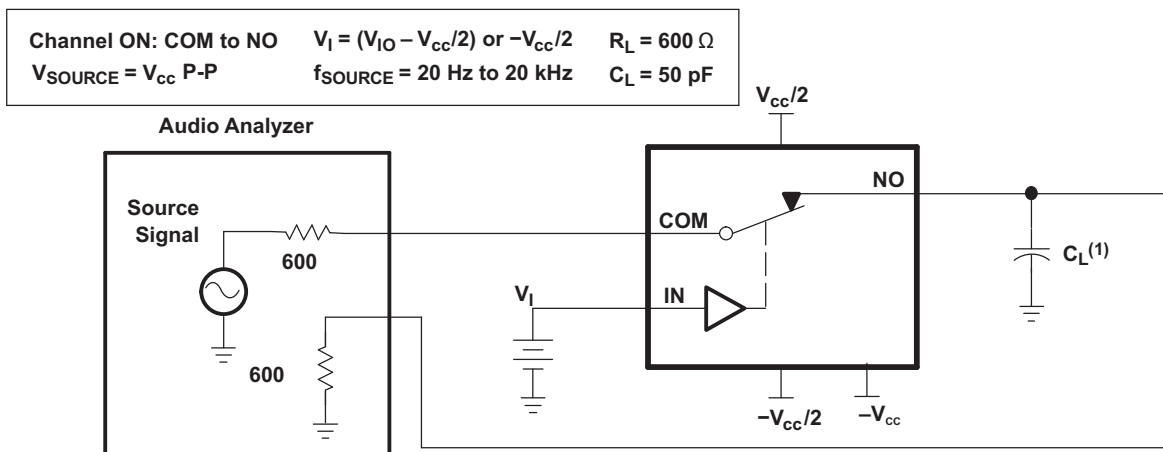 Channel ON: COM to NO V_I = (V_IO – V_cc/2) or –V_cc/2 R_L = 600 Ω
V_SOURCE = V_cc P-P f_SOURCE = 20 Hz to 20 kHz C_L = 50 pF
Audio Analyzer
V_cc/2
NO
Source
Signal
COM
600
C_L(1)
V_I
IN
600
–V_cc/2
–V_cc